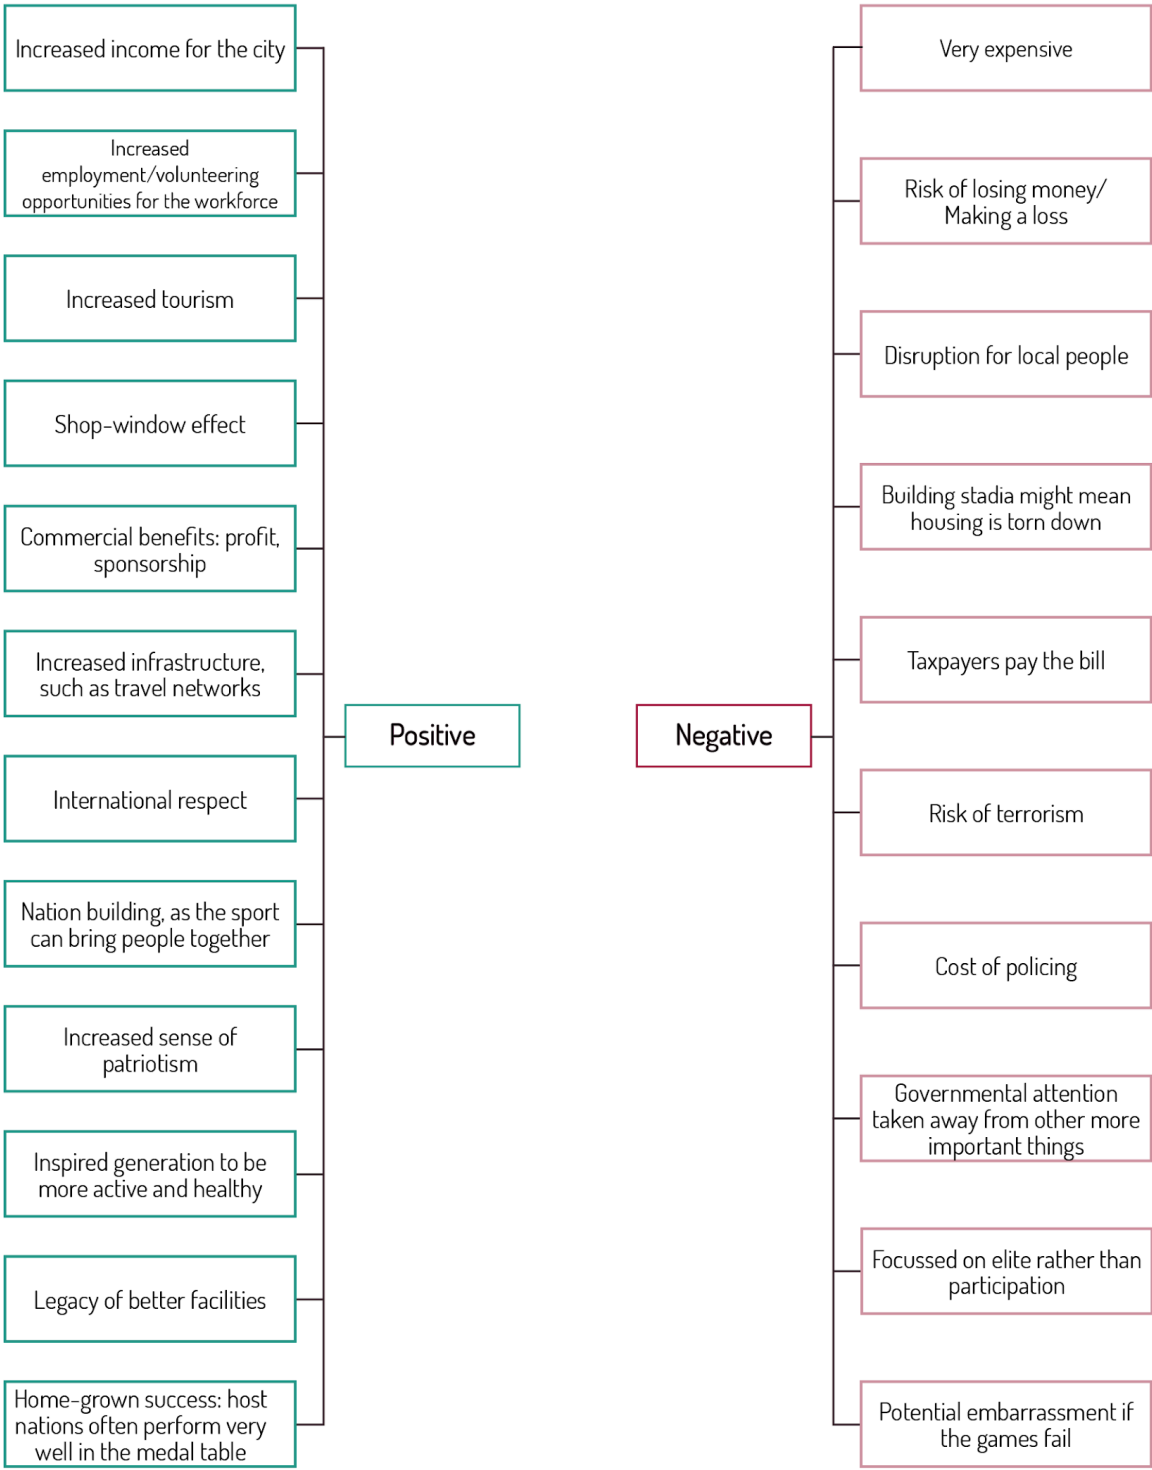 Increased income for the city
Increased
employment/volunteering
opportunities for the workforce
Increased tourism
Shop-window effect
Commercial benefits: profit,
sponsorship
Increased infrastructure,
such as travel networks
International respect
Nation building, as the sport
can bring people together
Increased sense of
patriotism
Inspired generation to be
more active and healthy
Legacy of better facilities
Home-grown success: host
nations often perform very
well in the medal table
Positive
Negative
Very expensive
Risk of losing money/
Making a loss
Disruption for local people
Building stadia might mean
housing is torn down
Taxpayers pay the bill
Risk of terrorism
Cost of policing
Governmental attention
taken away from other more
important things
Focussed on elite rather than
participation
Potential embarrassment if
the games fail